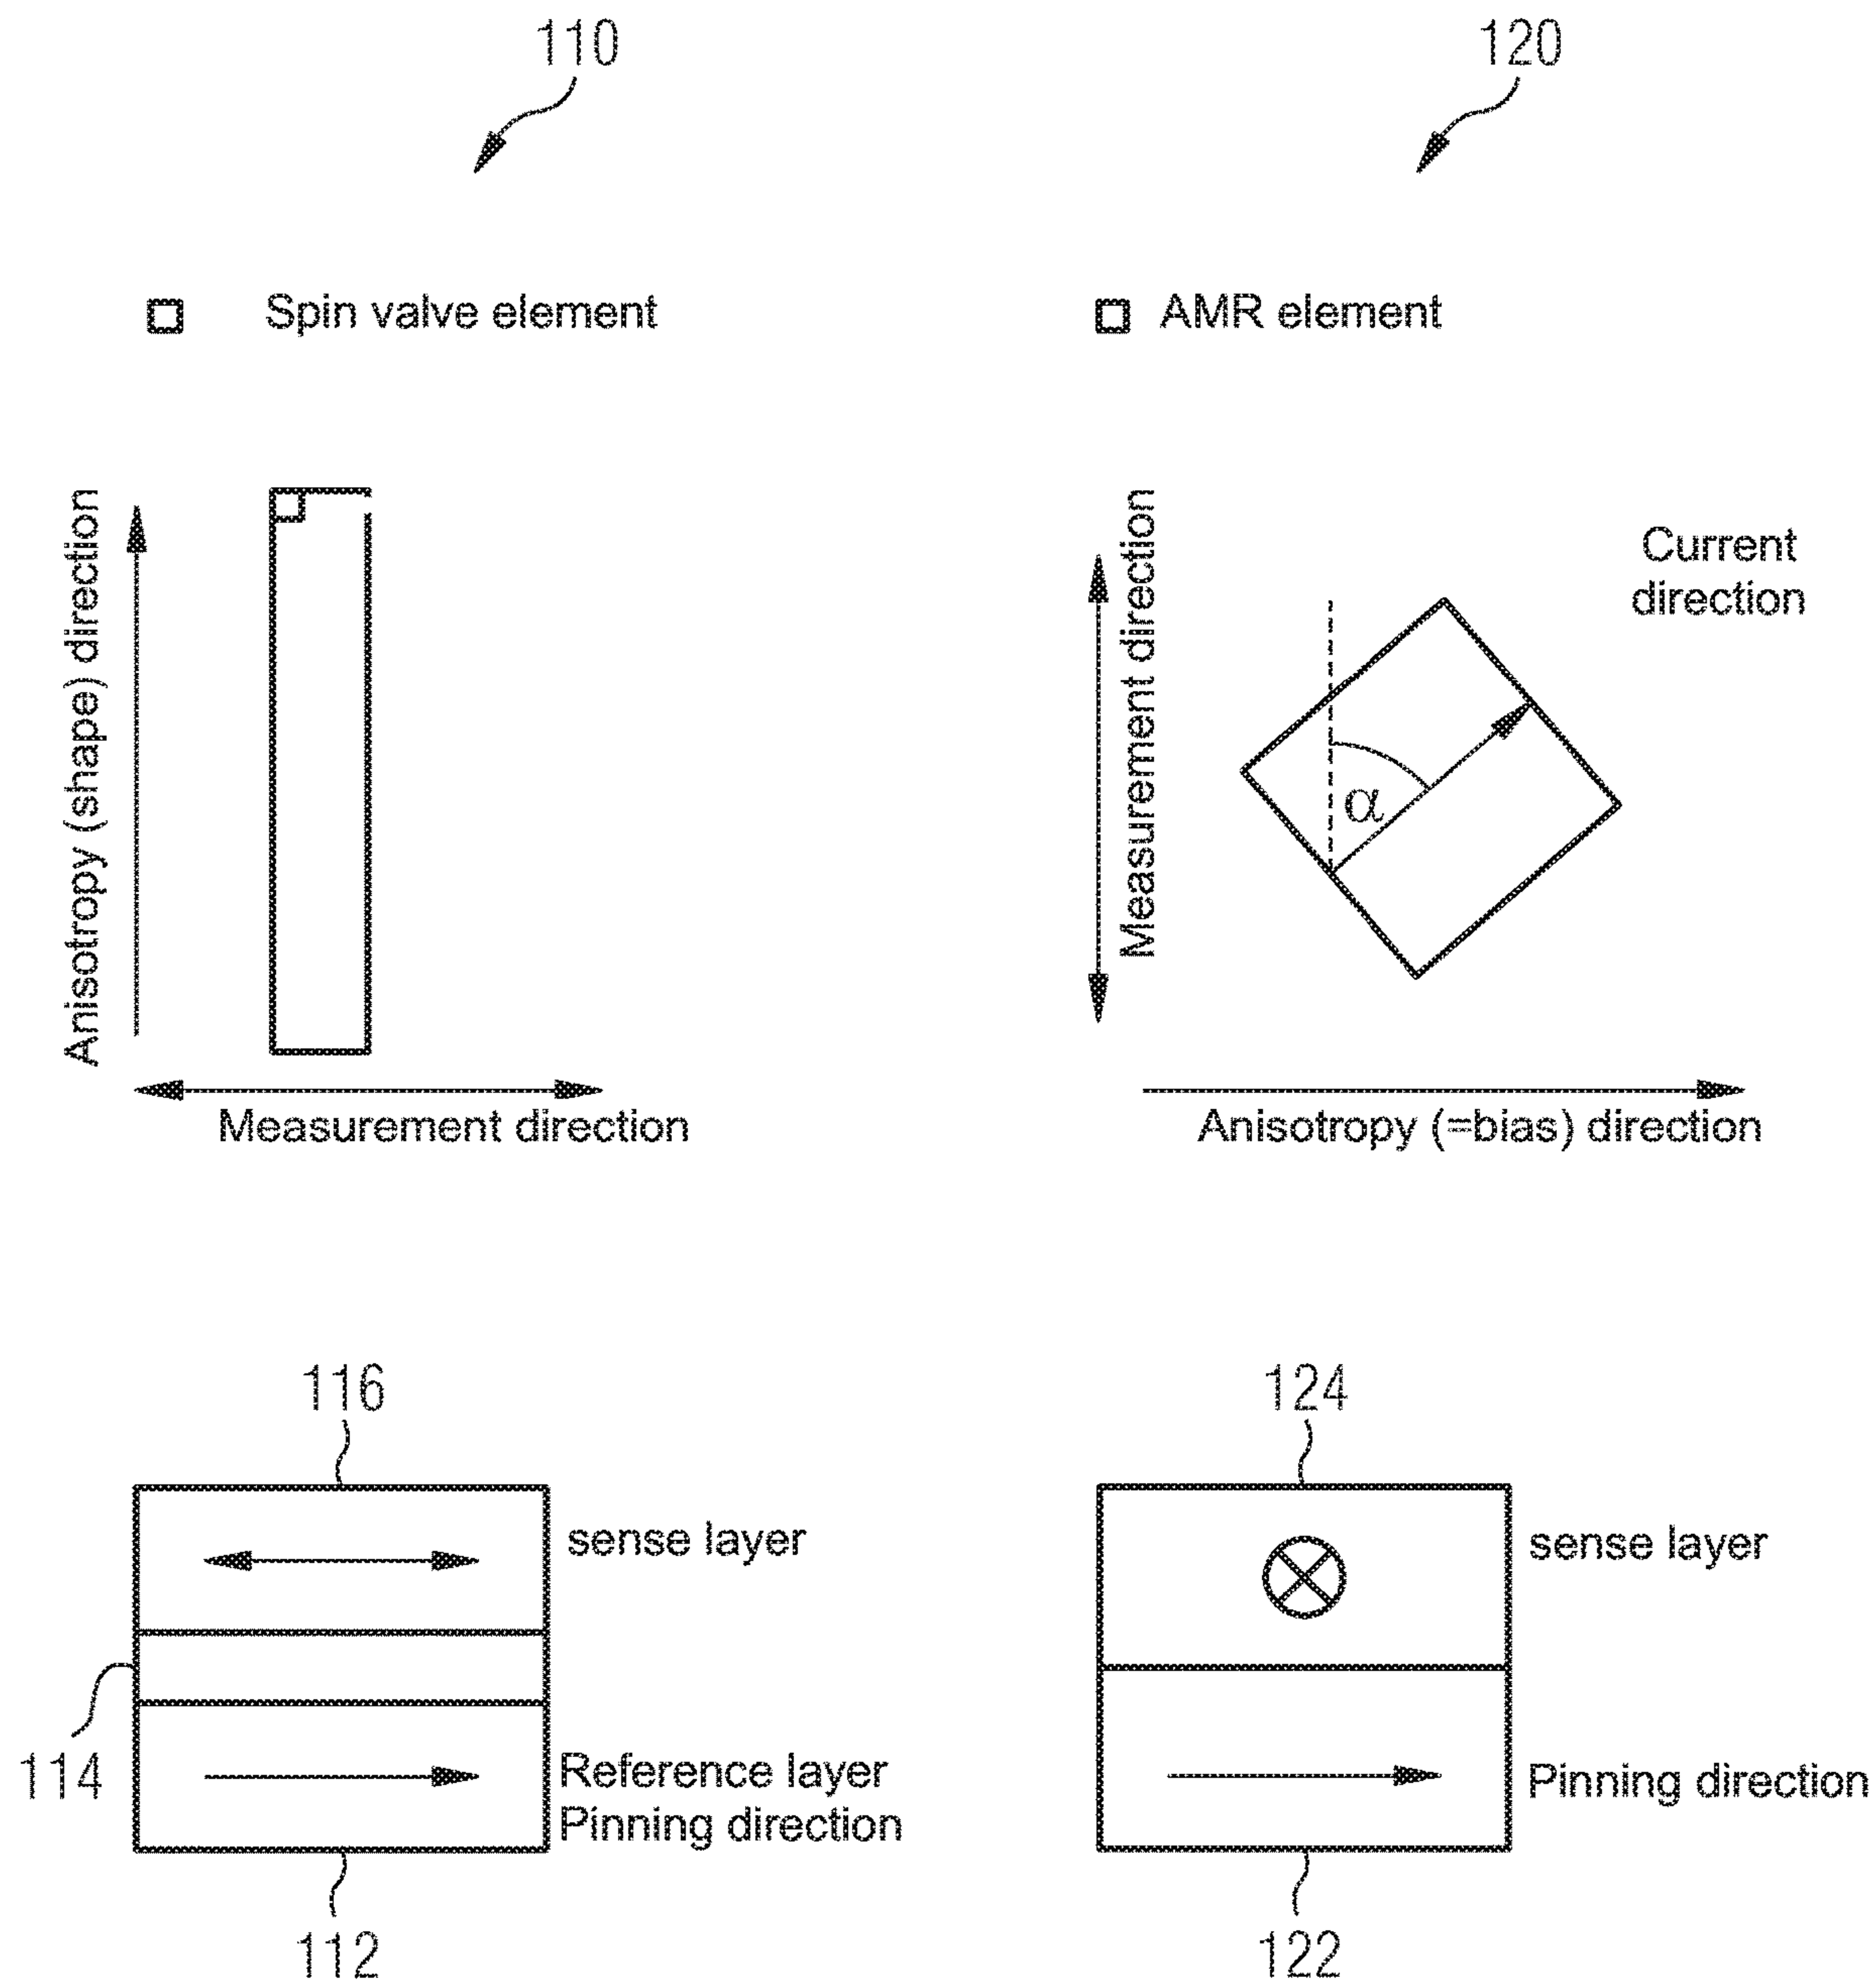 110
120
Spin valve element
AMR element
Anisotropy (shape) direction
Measurement direction
Measurement direction
Current
direction
α
Anisotropy (=bias) direction
116
sense layer
114
Reference layer
Pinning direction
112
124
sense layer
Pinning direction
122